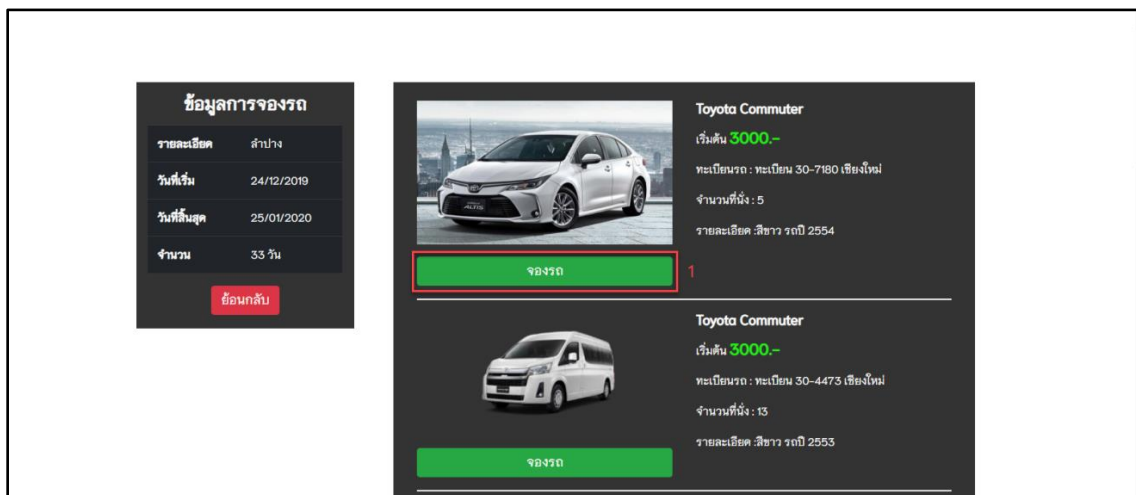 ข้อมูลการจองรถ
รายละเอียด ลำปาง
วันที่เริ่ม 24/12/2019
วันที่สิ้นสุด 25/01/2020
จำนวน 33 วัน
ย้อนกลับ
ALTIS
Toyota Commuter
เริ่มต้น 3000.-
ทะเบียนรถ : ทะเบียน 30-7180 เชียงใหม่
จำนวนที่นั่ง : 5
รายละเอียด :สีขาว รถปี 2554
จองรถ 1
Toyota Commuter
เริ่มต้น 3000.-
ทะเบียนรถ : ทะเบียน 30-4473 เชียงใหม่
จำนวนที่นั่ง : 13
รายละเอียด :สีขาว รถปี 2553
จองรถ